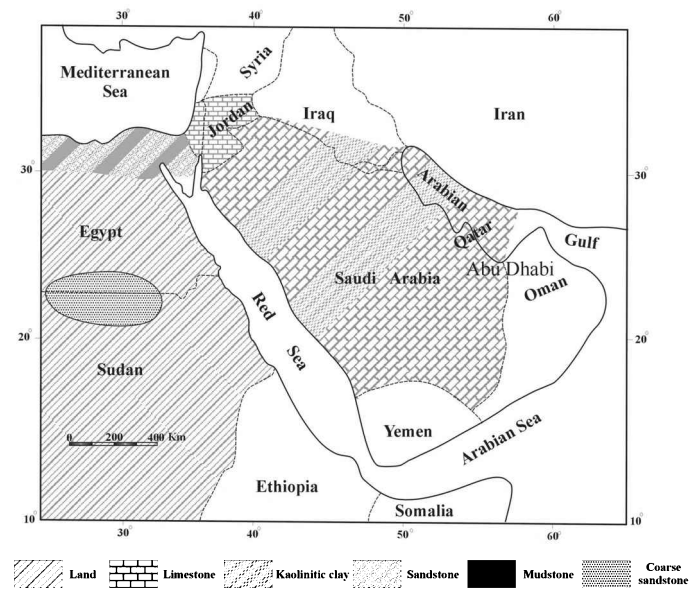 30° 40° 50° 60°
Mediterranean
Sea
Syria
Jordan
Iraq
Iran
30° 30°
Arabian
Egypt
Qatar
Gulf
Abu Dhabi
Saudi Arabia
Oman
Red
Sea
20° 20°
Sudan
Yemen
Arabian Sea
0 200 400 Km
Ethiopia
Somalia
10° 10°
30° 40° 50° 60°
Land Limestone Kaolinitic clay Sandstone Mudstone Coarse
sandstone